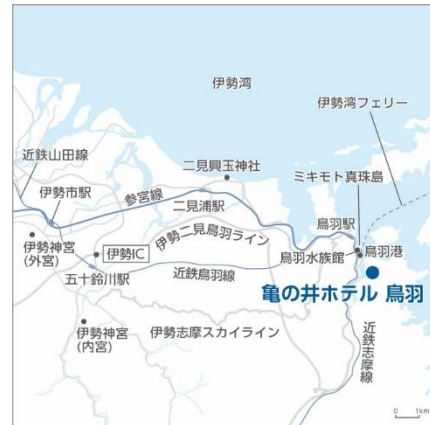 伊勢湾
伊勢湾フェリー
近鉄山田線
二見興玉神社
ミキモト真珠島
伊勢市駅
参宮線
二見浦駅
鳥羽駅
伊勢神宮
(外宮)
伊勢IC
伊勢二見鳥羽ライン
鳥羽水族館
鳥羽港
五十鈴川駅
近鉄鳥羽線
亀の井ホテル 鳥羽
伊勢神宮
(内宮)
伊勢志摩スカイライン
近鉄志摩線
0 1km